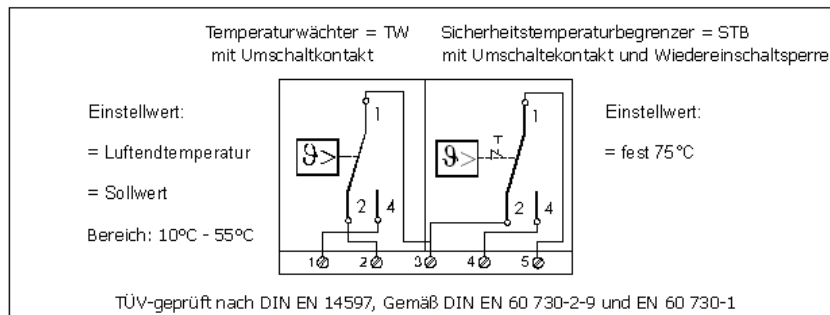 Temperaturwächter = TW
mit Umschaltkontakt
Sicherheitstemperaturbegrenzer = STB
mit Umschaltekontakt und Wiedereinschaltsperre
Einstellwert:
= Luftendtemperatur
= Sollwert
Bereich: 10°C - 55°C
1
ϑ>
2 4
1
ϑ>
2 4
Einstellwert:
= fest 75°C
1 2 3 4 5
TÜV-geprüft nach DIN EN 14597, Gemäß DIN EN 60 730-2-9 und EN 60 730-1